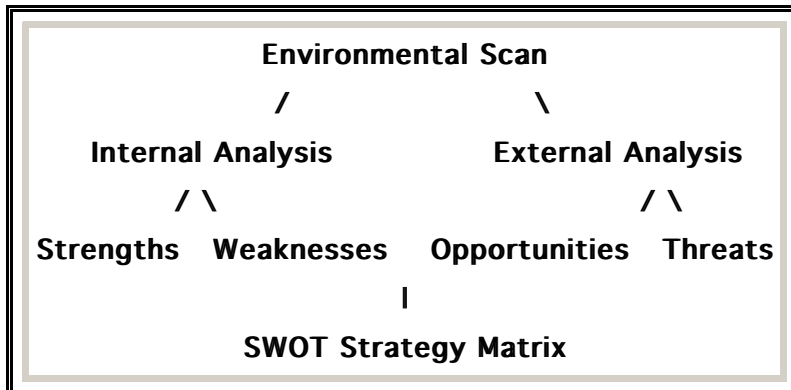 Environmental Scan
/ \
Internal Analysis External Analysis
/ \ / \
Strengths Weaknesses Opportunities Threats
|
SWOT Strategy Matrix